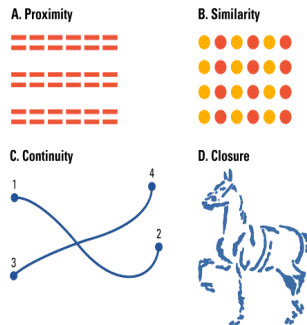 A. Proximity
B. Similarity
C. Continuity
D. Closure
1
4
2
3